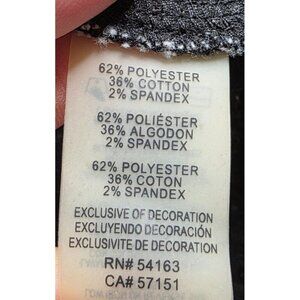 62% POLYESTER
36% COTTON
2% SPANDEX
62% POLIÉSTER
36% ALGODON
2% SPANDEX
62% POLYESTER
36% COTON
2% SPANDEX
EXCLUSIVE OF DECORATION
EXCLUYENDO DECORACIÓN
EXCLUSIVITE DE DECORATION
RN# 54163
CA# 57151